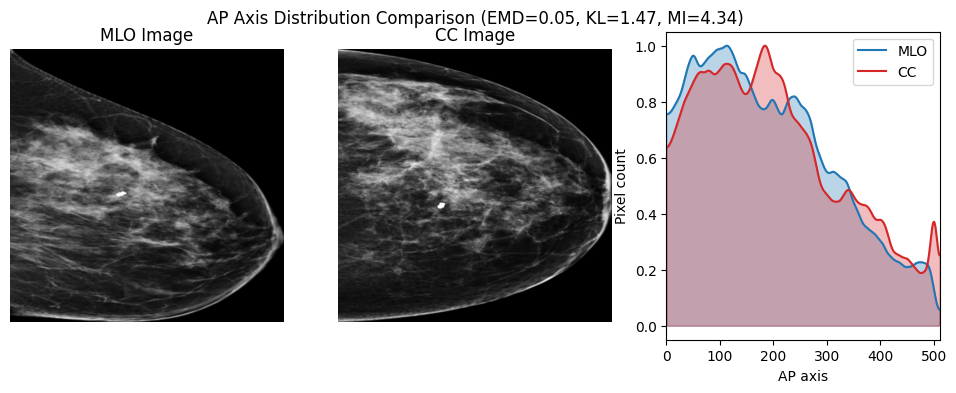 AP Axis Distribution Comparison (EMD=0.05, KL=1.47, MI=4.34)
MLO Image
CC Image
MLO
CC
1.0
0.8
0.6
0.4
0.2
0.0
Pixel count
0 100 200 300 400 500
AP axis